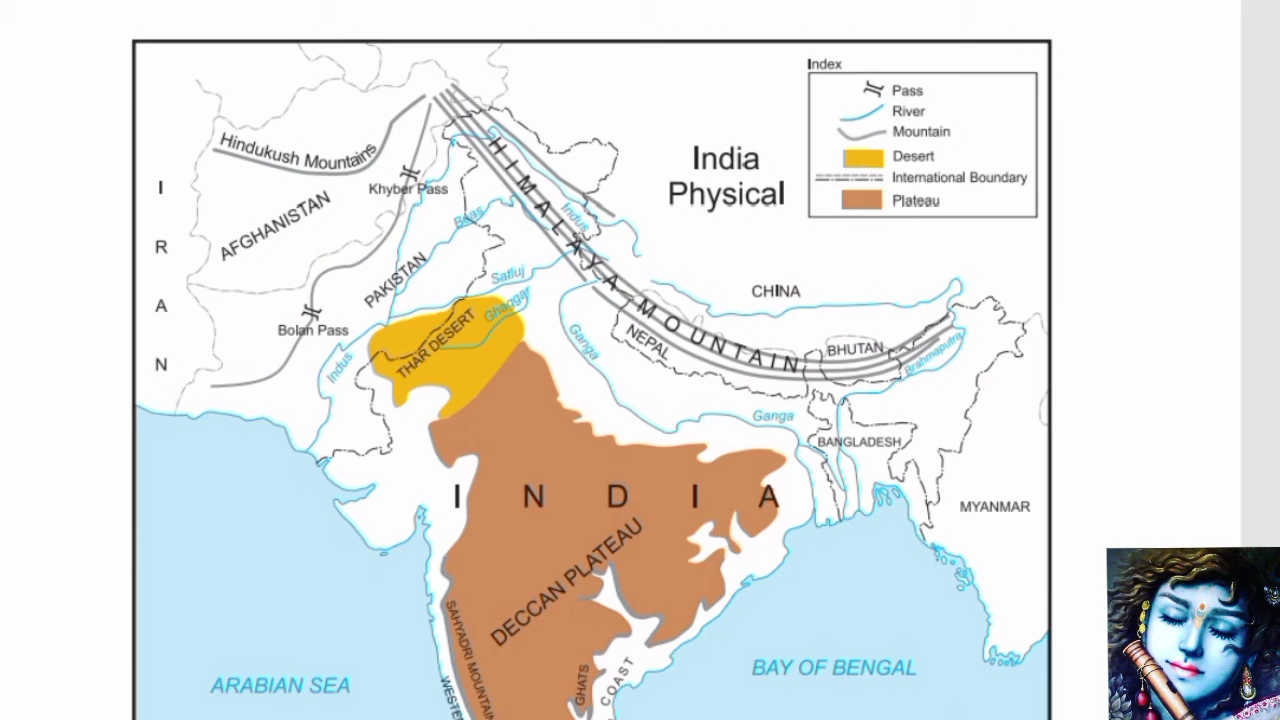 Index
Pass
River
Mountain
Desert
International Boundary
Plateau
India
Physical
Hindukush Mountains
Khyber Pass
AFGHANISTAN
I
R
A
N
HIMALAYA MOUNTAIN
Indus
Beas
PAKISTAN
Satluj
Ghaggar
CHINA
Bolan Pass
THAR DESERT
Indus
Ganga
NEPAL
BHUTAN
Brahmaputra
Ganga
BANGLADESH
INDIA
MYANMAR
DECCAN PLATEAU
SAHYADRI MOUNTAIN
GHATS
COAST
ARABIAN SEA
BAY OF BENGAL